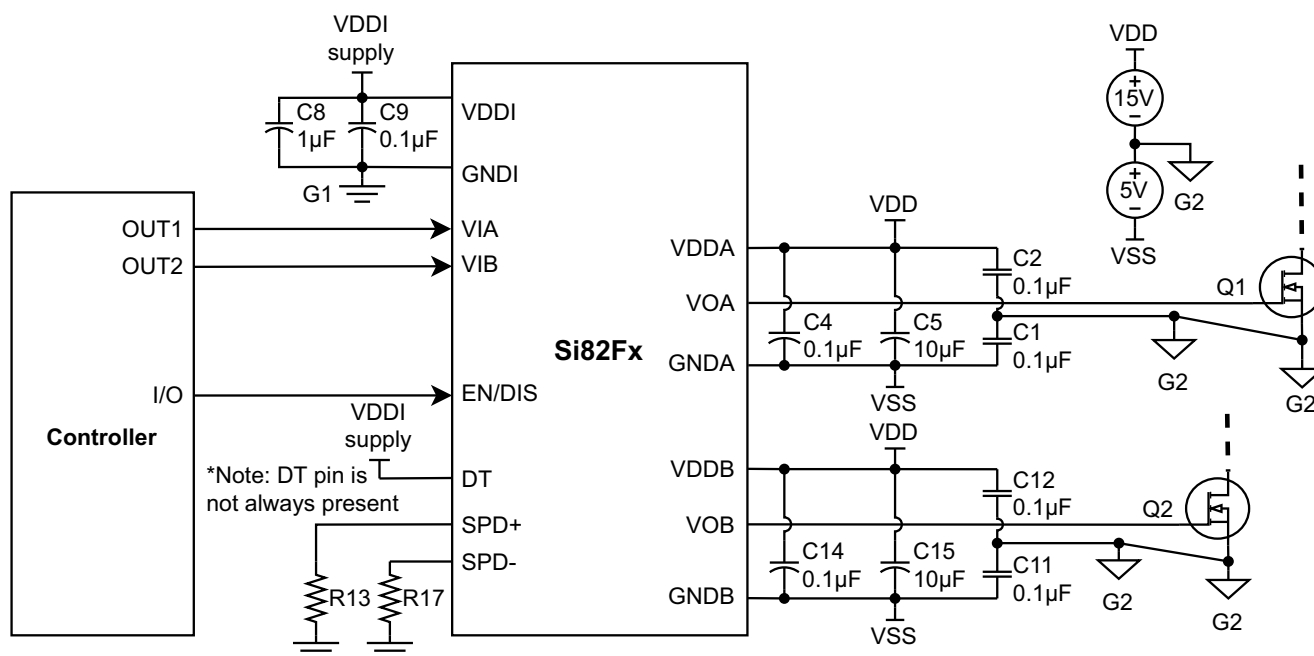 VDDI
supply
C8
1µF
C9
0.1µF
G1
VDDI
GNDI
Controller
OUT1
OUT2
I/O
VIA
VIB
EN/DIS
VDDI
supply
*Note: DT pin is
not always present
DT
SPD+
SPD-
R13
R17
Si82Fx
VDDA
VOA
GNDA
VDDB
VOB
GNDB
VDD
C4
0.1µF
C5
10µF
C2
0.1µF
C1
0.1µF
VSS
G2
Q1
G2
VDD
+
15V
−
+
5V
−
VSS
G2
VDD
C14
0.1µF
C15
10µF
C12
0.1µF
C11
0.1µF
VSS
G2
Q2
G2